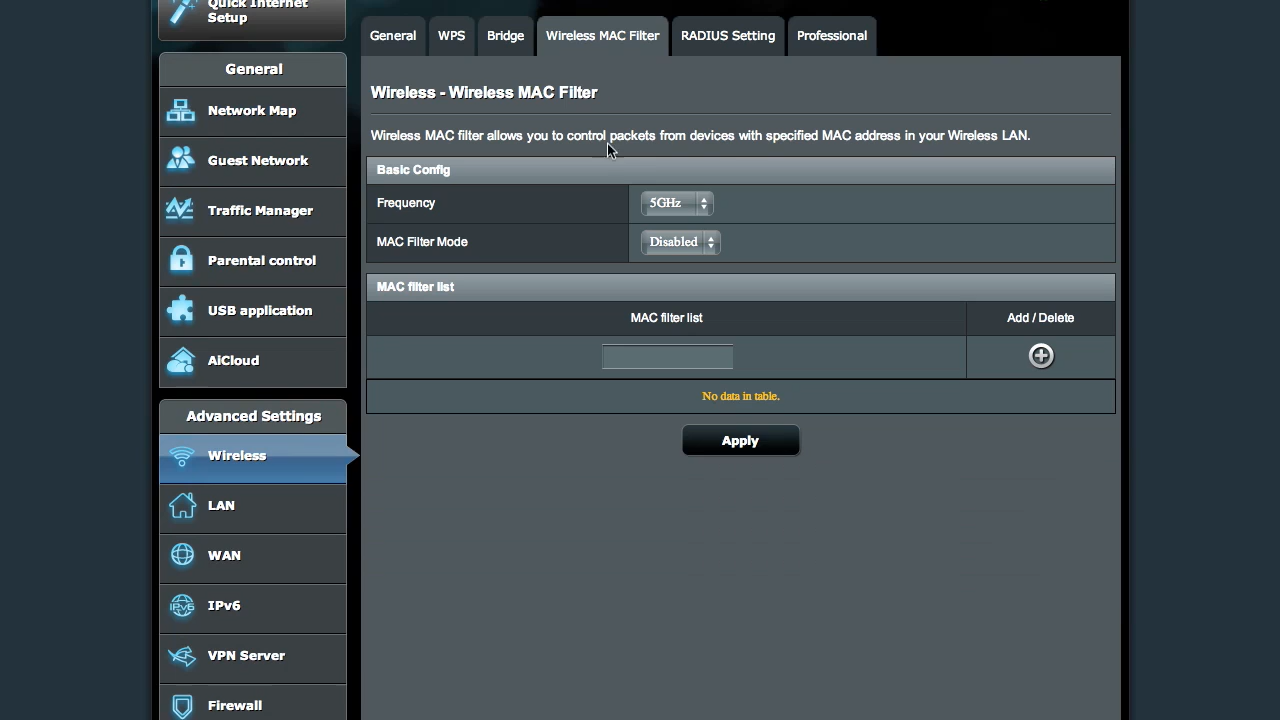 Quick Internet
Setup
General
Network Map
Guest Network
Traffic Manager
Parental control
USB application
AiCloud
Advanced Settings
Wireless
LAN
WAN
IPv6
VPN Server
Firewall
General WPS Bridge Wireless MAC Filter RADIUS Setting Professional
Wireless - Wireless MAC Filter
Wireless MAC filter allows you to control packets from devices with specified MAC address in your Wireless LAN.
Basic Config
Frequency 5GHz
MAC Filter Mode Disabled
MAC filter list
MAC filter list Add / Delete
No data in table.
Apply